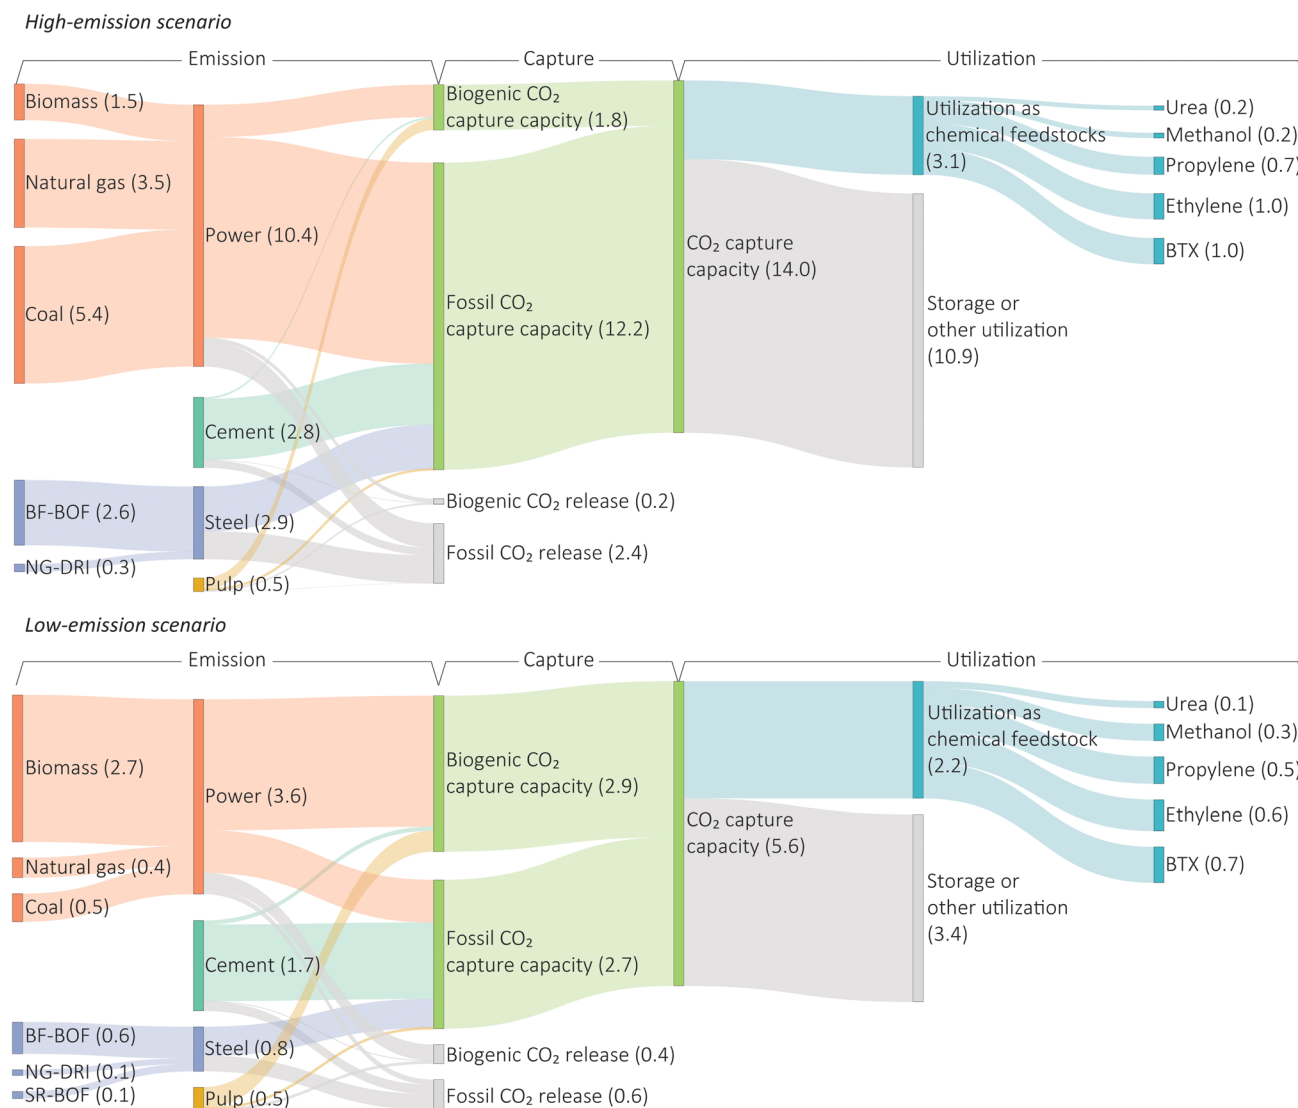 High-emission scenario
Emission
Capture
Utilization
Biomass (1.5)
Natural gas (3.5)
Coal (5.4)
BF-BOF (2.6)
NG-DRI (0.3)
Power (10.4)
Cement (2.8)
Steel (2.9)
Pulp (0.5)
Biogenic CO₂
capture capcity (1.8)
Fossil CO₂
capture capacity (12.2)
Biogenic CO₂ release (0.2)
Fossil CO₂ release (2.4)
CO₂ capture
capacity (14.0)
Utilization as
chemical feedstocks
(3.1)
Storage or
other utilization
(10.9)
Urea (0.2)
Methanol (0.2)
Propylene (0.7)
Ethylene (1.0)
BTX (1.0)
Low-emission scenario
Emission
Capture
Utilization
Biomass (2.7)
Natural gas (0.4)
Coal (0.5)
BF-BOF (0.6)
NG-DRI (0.1)
SR-BOF (0.1)
Power (3.6)
Cement (1.7)
Steel (0.8)
Pulp (0.5)
Biogenic CO₂
capture capacity (2.9)
Fossil CO₂
capture capacity (2.7)
Biogenic CO₂ release (0.4)
Fossil CO₂ release (0.6)
CO₂ capture
capacity (5.6)
Utilization as
chemical feedstock
(2.2)
Storage or
other utilization
(3.4)
Urea (0.1)
Methanol (0.3)
Propylene (0.5)
Ethylene (0.6)
BTX (0.7)